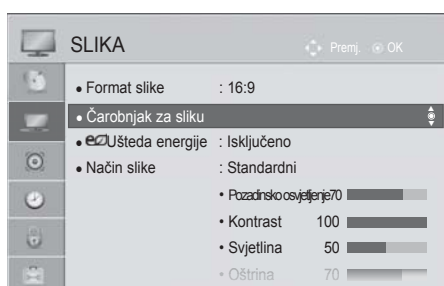 SLIKA Premj. OK
• Format slike : 16:9
• Čarobnjak za sliku
• eco Ušteda energije : Isključeno
• Način slike : Standardni
• Pozadinsko osvjetljenje 70
• Kontrast 100
• Svjetlina 50
• Oštrina 70